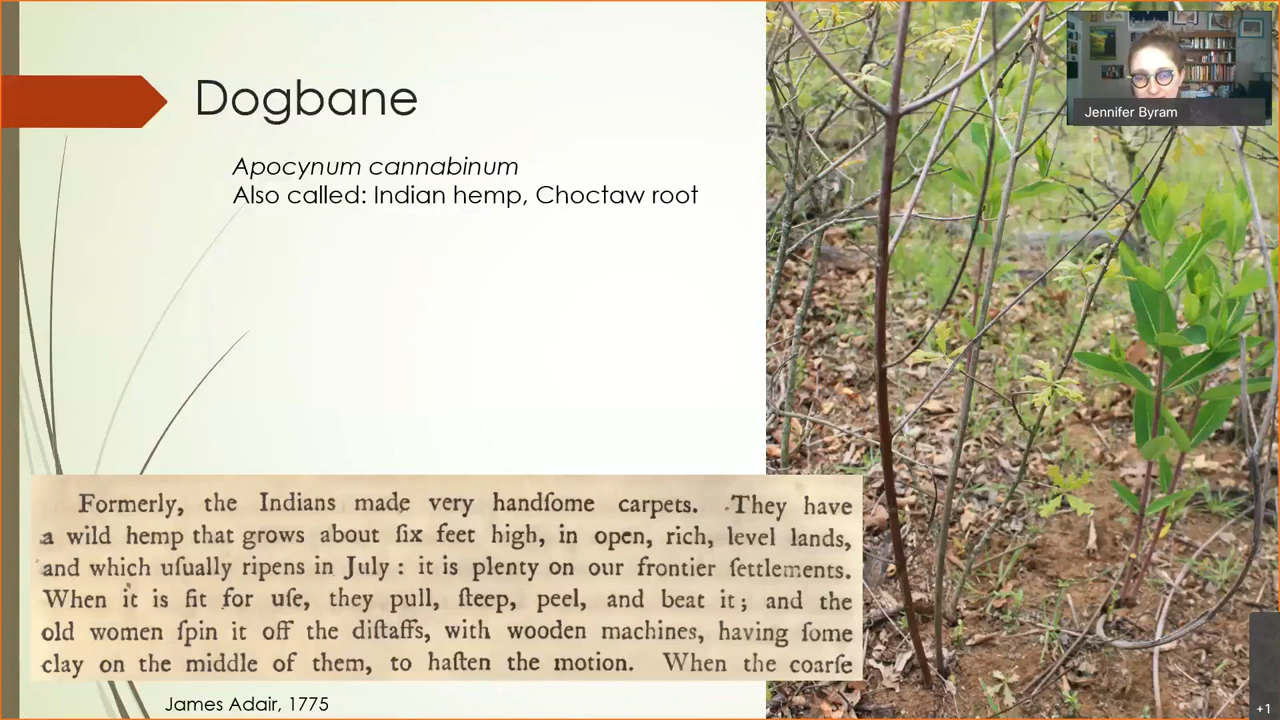 Dogbane
Apocynum cannabinum
Also called: Indian hemp, Choctaw root
Jennifer Byram
Formerly, the Indians made very handſome carpets. They have
a wild hemp that grows about ſix feet high, in open, rich, level lands,
and which uſually ripens in July : it is plenty on our frontier ſettlements.
When it is fit for uſe, they pull, ſteep, peel, and beat it; and the
old women ſpin it off the diſtaffs, with wooden machines, having ſome
clay on the middle of them, to haſten the motion. When the coarſe
James Adair, 1775
+1